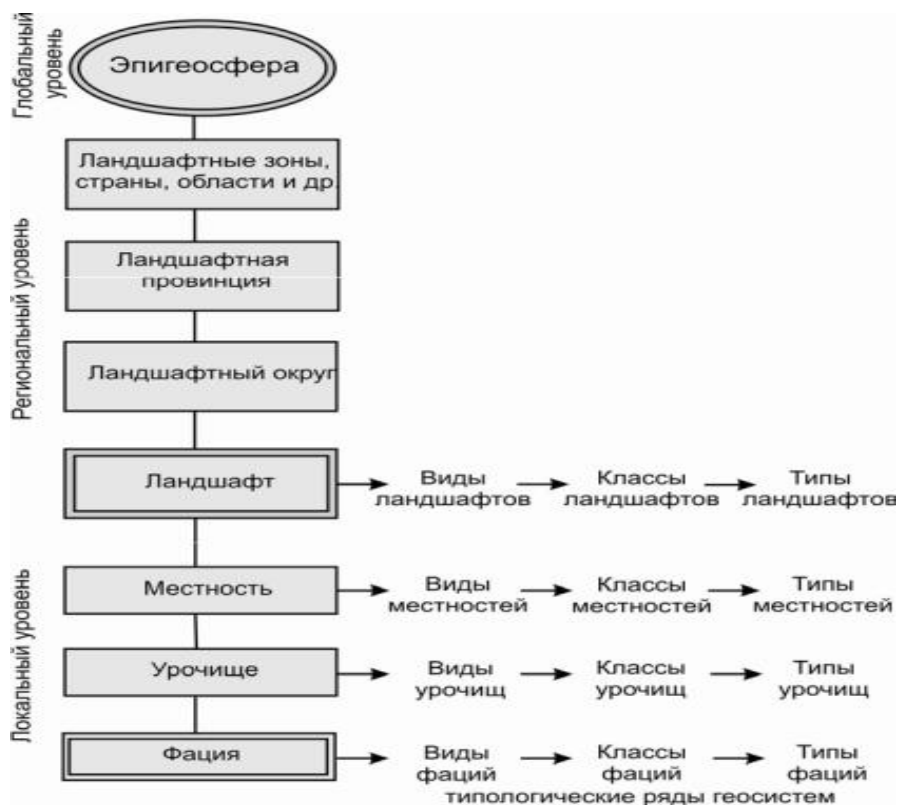 Глобальный
уровень
Эпигеосфера
Ландшафтные зоны,
страны, области и др.
Региональный уровень
Ландшафтная
провинция
Ландшафтный округ
Ландшафт
Виды
ландшафтов
Классы
ландшафтов
Типы
ландшафтов
Локальный уровень
Местность
Виды
местностей
Классы
местностей
Типы
местностей
Урочище
Виды
урочищ
Классы
урочищ
Типы
урочищ
Фация
Виды
фаций
Классы
фаций
Типы
фаций
типологические ряды геосистем